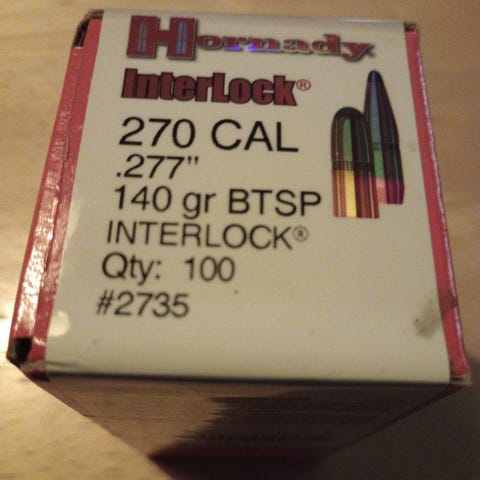 Hornady
InterLock®
270 CAL
.277"
140 gr BTSP
INTERLOCK®
Qty: 100
#2735